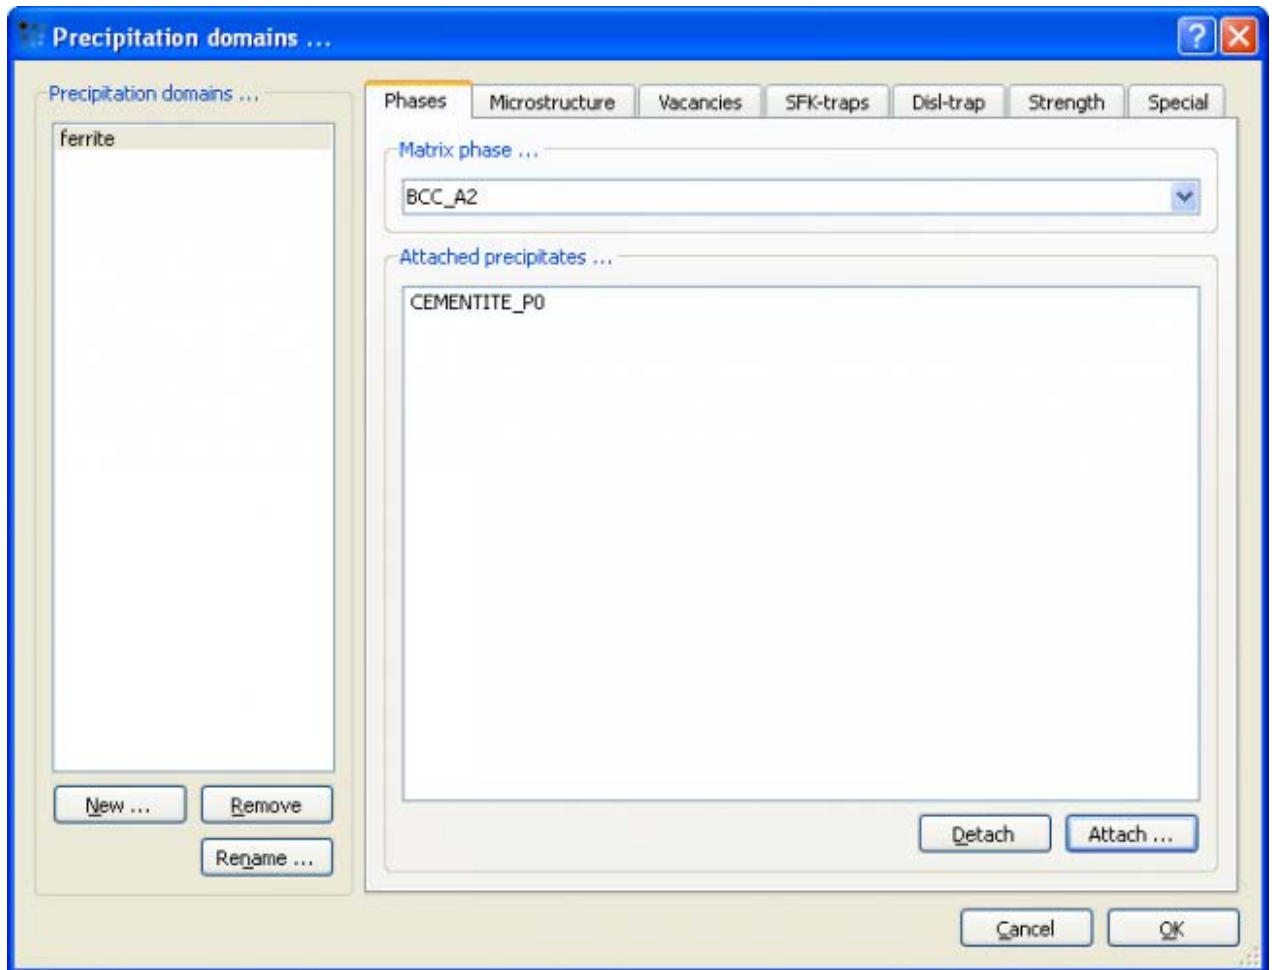 Precipitation domains ...
Precipitation domains ...
ferrite
New ...
Remove
Rename ...
Phases
Microstructure
Vacancies
SFK-traps
Disl-trap
Strength
Special
Matrix phase ...
BCC_A2
Attached precipitates ...
CEMENTITE_P0
Detach
Attach ...
Cancel
OK